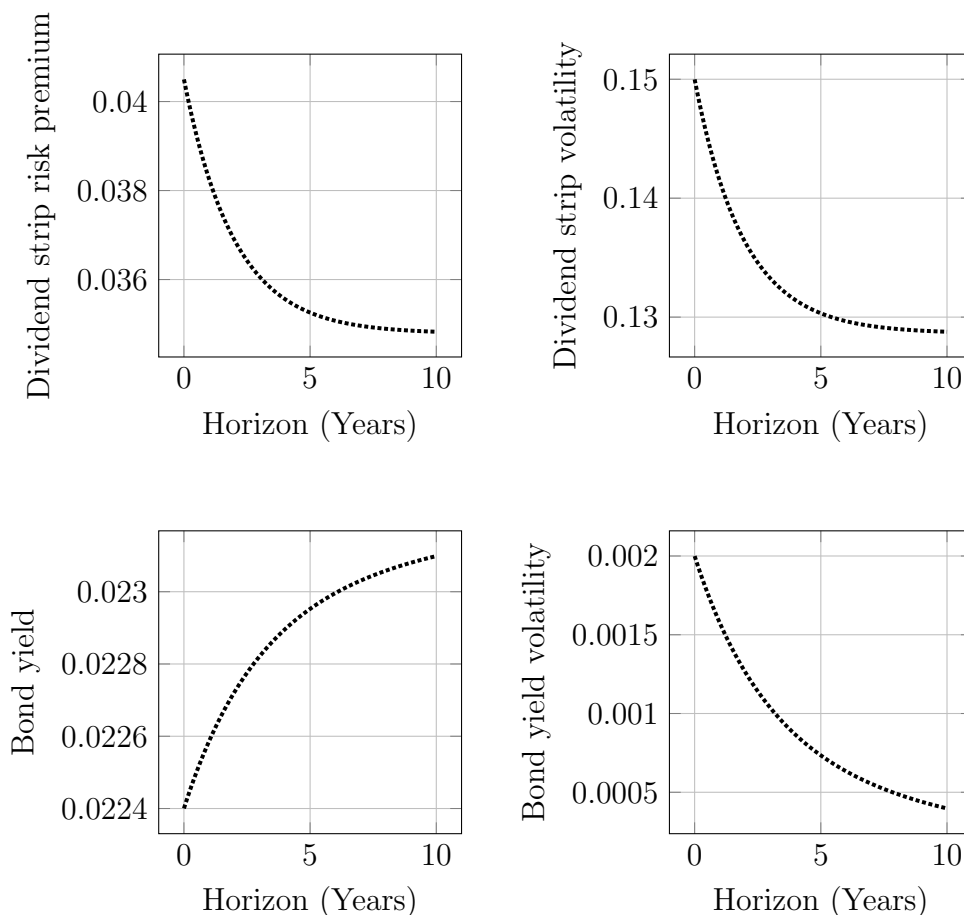 Dividend strip risk premium
0.04
0.038
0.036
0 5 10
Horizon (Years)
Dividend strip volatility
0.15
0.14
0.13
0 5 10
Horizon (Years)
Bond yield
0.023
0.0228
0.0226
0.0224
0 5 10
Horizon (Years)
Bond yield volatility
0.002
0.0015
0.001
0.0005
0 5 10
Horizon (Years)